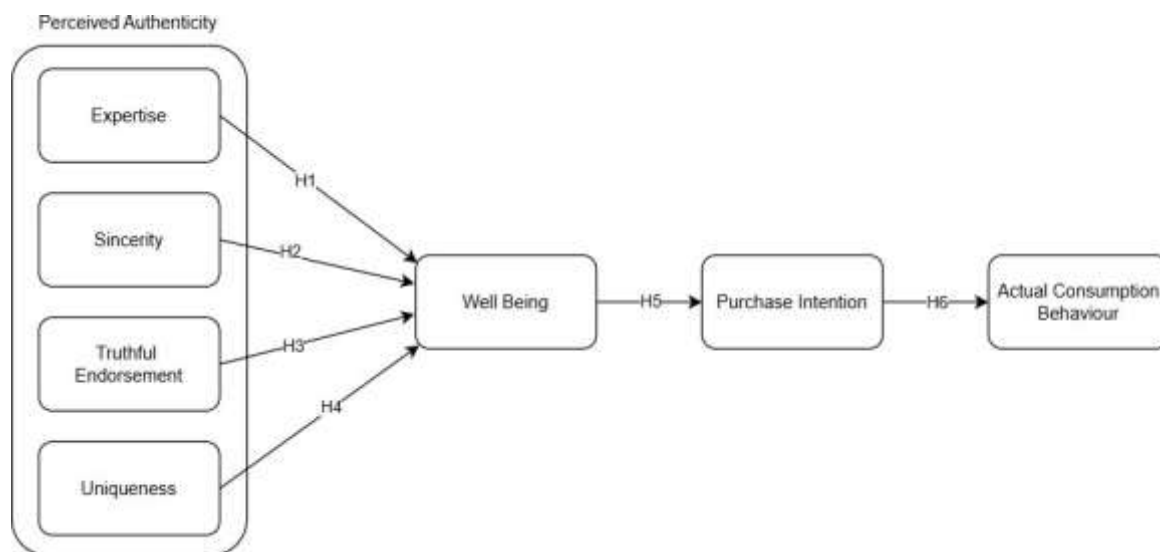 Perceived Authenticity
Expertise
H1
Sincerity
H2
Truthful
Endorsement
H3
Uniqueness
H4
Well Being
H5
Purchase Intention
H6
Actual Consumption
Behaviour